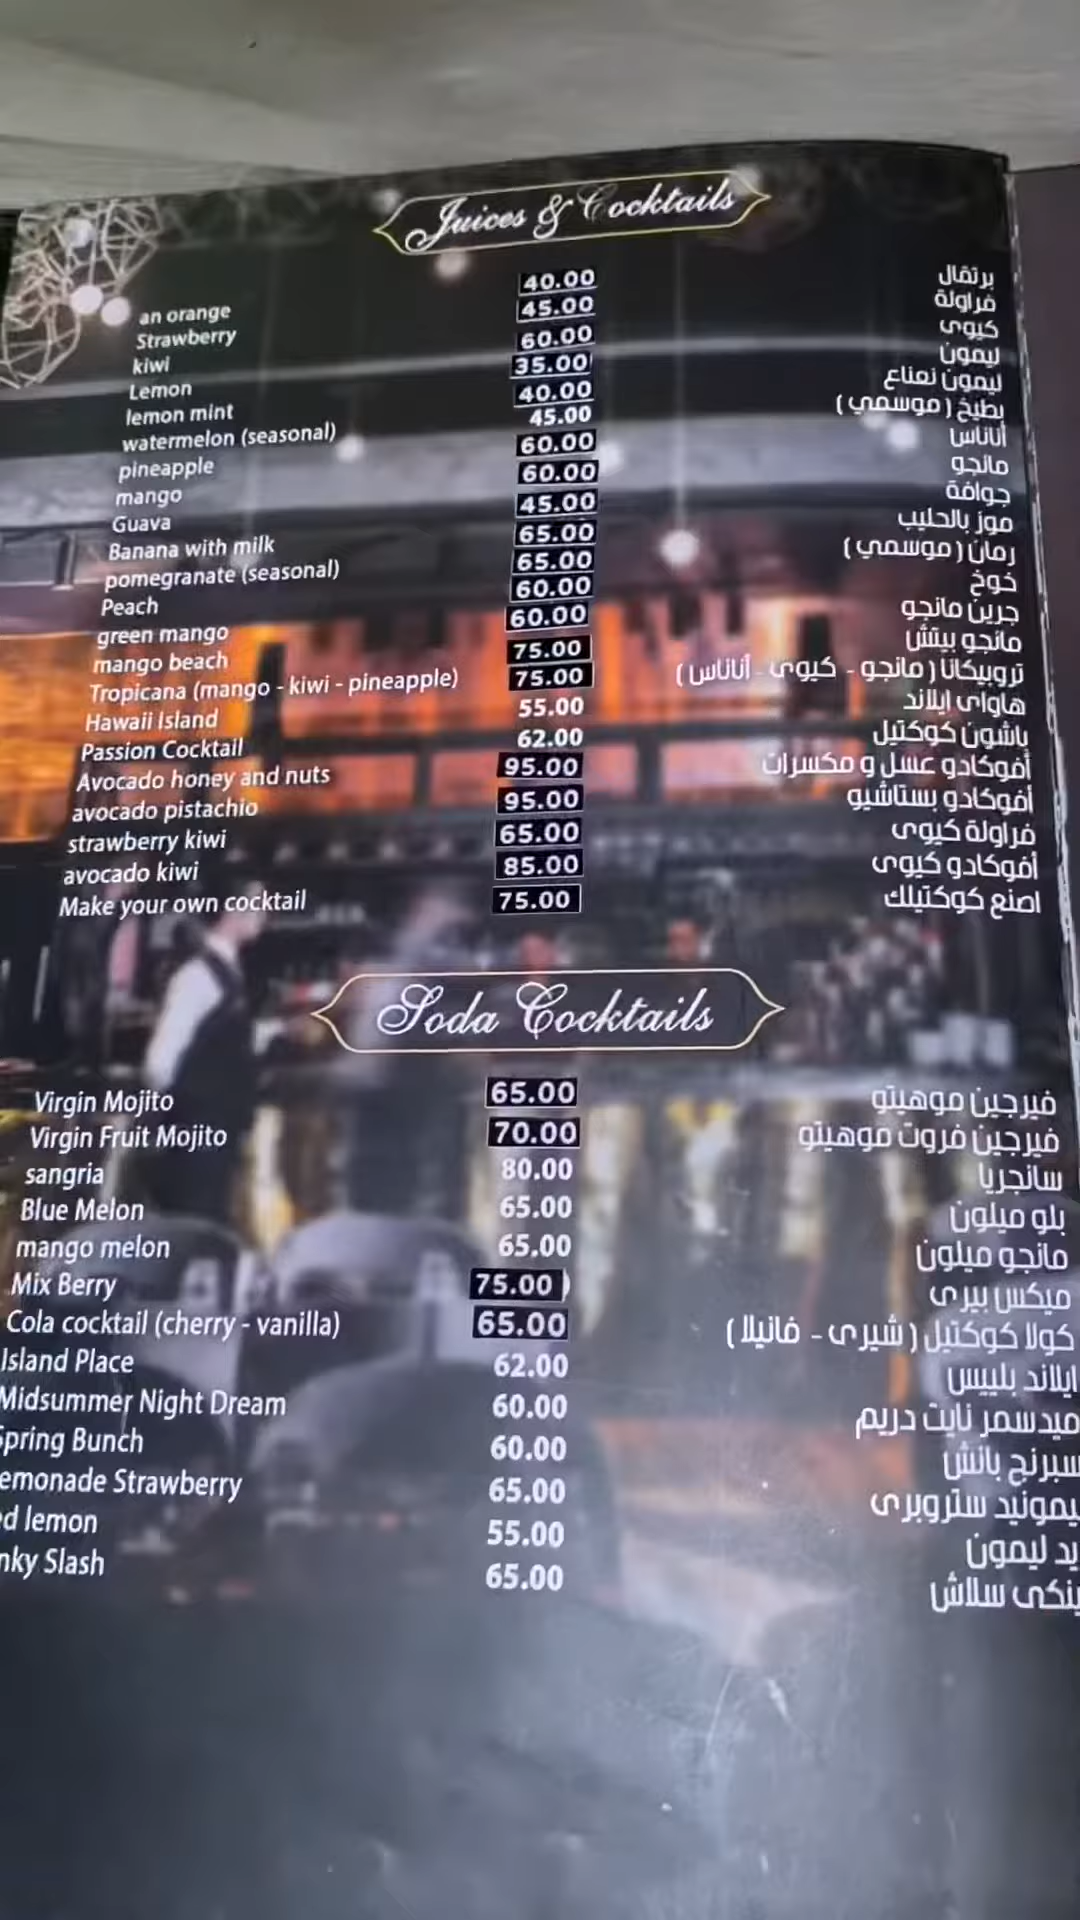 Juices & Cocktails
an orange 40.00 برتقال
Strawberry 45.00 فراولة
kiwi 60.00 كيوى
Lemon 35.00 ليمون
lemon mint 40.00 ليمون نعناع
watermelon (seasonal) 45.00 بطيخ (موسمي)
pineapple 60.00 أناناس
mango 60.00 مانجو
Guava 45.00 جوافة
Banana with milk 65.00 موز بالحليب
pomegranate (seasonal) 65.00 رمان (موسمي)
Peach 60.00 خوخ
green mango 60.00 جرين مانجو
mango beach 75.00 مانجو بيتش
Tropicana (mango - kiwi - pineapple) 75.00 تروبيكانا (مانجو - كيوى - أناناس)
Hawaii Island 55.00 هاواى ايلاند
Passion Cocktail 62.00 باشون كوكتيل
Avocado honey and nuts 95.00 أفوكادو عسل و مكسرات
avocado pistachio 95.00 أفوكادو بستاشيو
strawberry kiwi 65.00 فراولة كيوى
avocado kiwi 85.00 أفوكادو كيوى
Make your own cocktail 75.00 اصنع كوكتيلك
Soda Cocktails
Virgin Mojito 65.00 فيرجين موهيتو
Virgin Fruit Mojito 70.00 فيرجين فروت موهيتو
sangria 80.00 سانجريا
Blue Melon 65.00 بلو ميلون
mango melon 65.00 مانجو ميلون
Mix Berry 75.00 ميكس بيرى
Cola cocktail (cherry - vanilla) 65.00 كولا كوكتيل (شيرى - فانيلا)
Island Place 62.00 ايلاند بلييس
Midsummer Night Dream 60.00 ميدسمر نايت دريم
Spring Bunch 60.00 سبرنج بانش
emonade Strawberry 65.00 يمونيد ستروبرى
d lemon 55.00 يد ليمون
nky Slash 65.00 ينكى سلاش